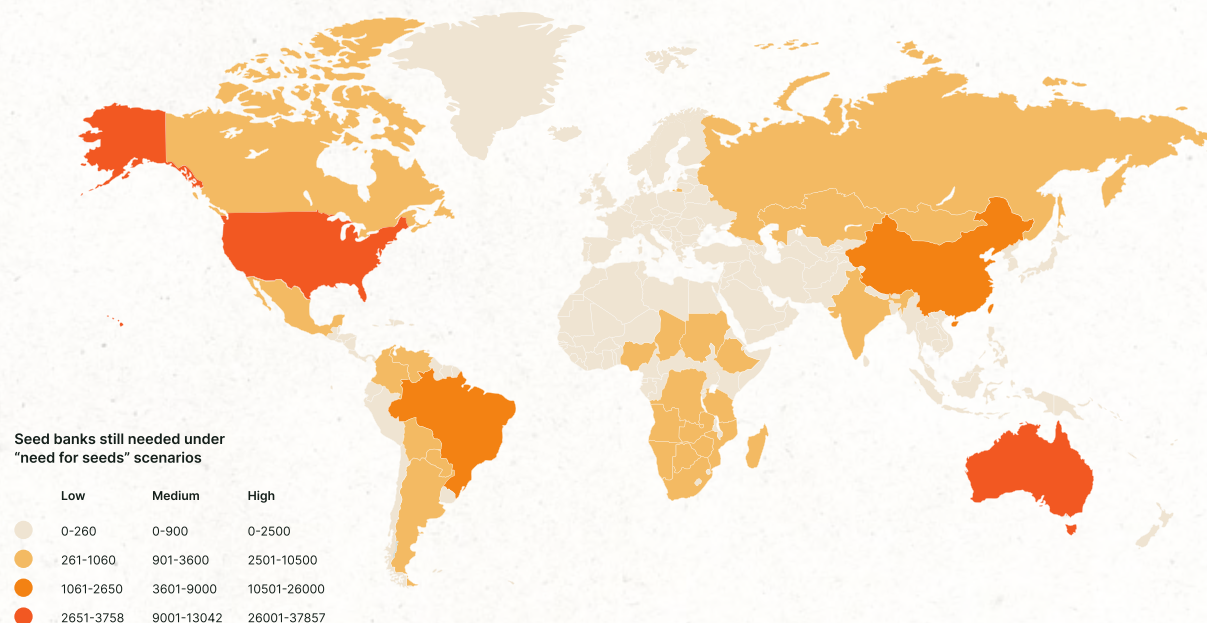 Seed banks still needed under
“need for seeds” scenarios
Low Medium High
0-260 0-900 0-2500
261-1060 901-3600 2501-10500
1061-2650 3601-9000 10501-26000
2651-3758 9001-13042 26001-37857